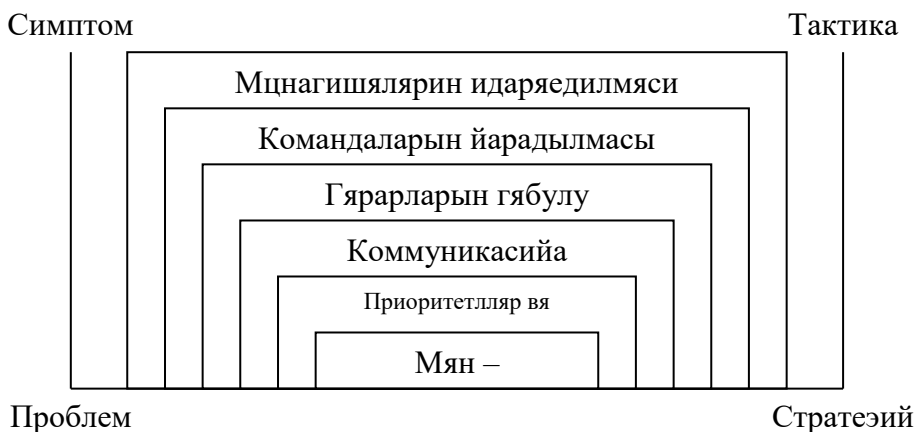 Симптом Тактика
Мцнагишялярин идаряедилмяси
Командаларын йарадылмасы
Гярарларын гябулу
Коммуникасийа
Приоритетлляр вя
Мян –
Проблем Стратеэий